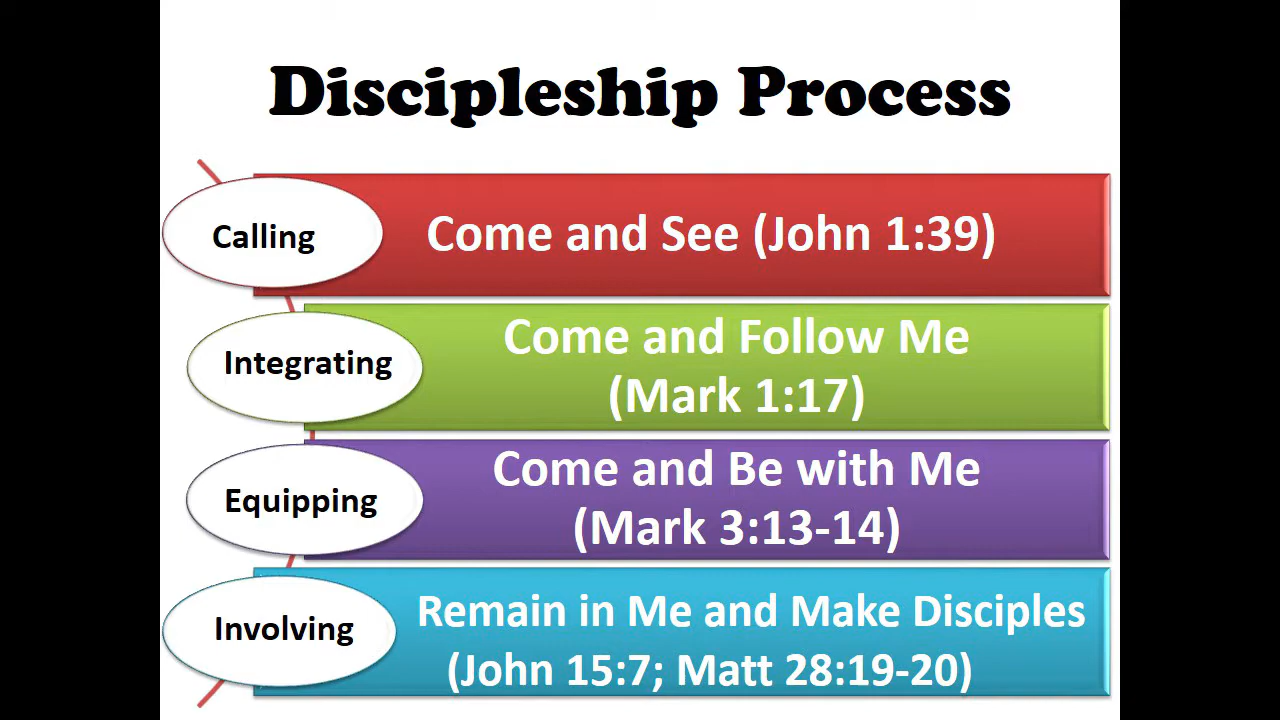 Discipleship Process
Calling
Come and See (John 1:39)
Integrating
Come and Follow Me
(Mark 1:17)
Equipping
Come and Be with Me
(Mark 3:13-14)
Involving
Remain in Me and Make Disciples
(John 15:7; Matt 28:19-20)